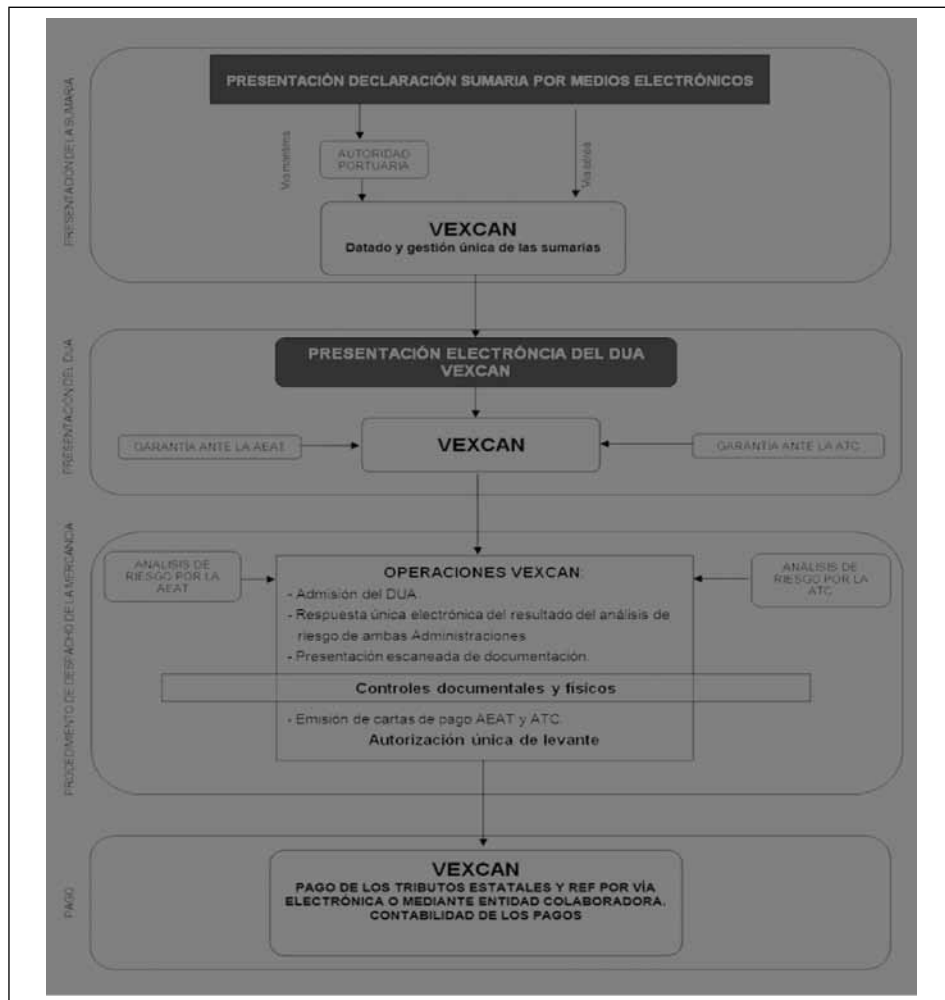 PRESENTACIÓN DE LA SUMARIA
PRESENTACIÓN DECLARACIÓN SUMARIA POR MEDIOS ELECTRÓNICOS
Vía marítima
AUTORIDAD
PORTUARIA
Vía aérea
VEXCAN
Datado y gestión única de las sumarias
PRESENTACIÓN DEL DUA
PRESENTACIÓN ELECTRÓNCIA DEL DUA
VEXCAN
GARANTÍA ANTE LA AEAT
VEXCAN
GARANTÍA ANTE LA ATC
PROCEDIMIENTO DE DESPACHO DE LA MERCANCIA
ANÁLISIS DE
RIESGO POR LA
AEAT
OPERACIONES VEXCAN:
- Admisión del DUA.
- Respuesta única electrónica del resultado del análisis de
riesgo de ambas Administraciones
- Presentación escaneada de documentación.
ANÁLISIS DE
RIESGO POR LA
ATC
Controles documentales y físicos
- Emisión de cartas de pago AEAT y ATC.
Autorización única de levante
PAGO
VEXCAN
PAGO DE LOS TRIBUTOS ESTATALES Y REF POR VÍA
ELECTRÓNICA O MEDIANTE ENTIDAD COLABORADORA.
CONTABILIDAD DE LOS PAGOS